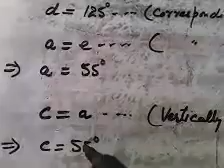 d = 125° ---- (Correspond
a = e ---- ( "
⇒ a = 55°
c = a ---- (Vertically
⇒ c = 55°